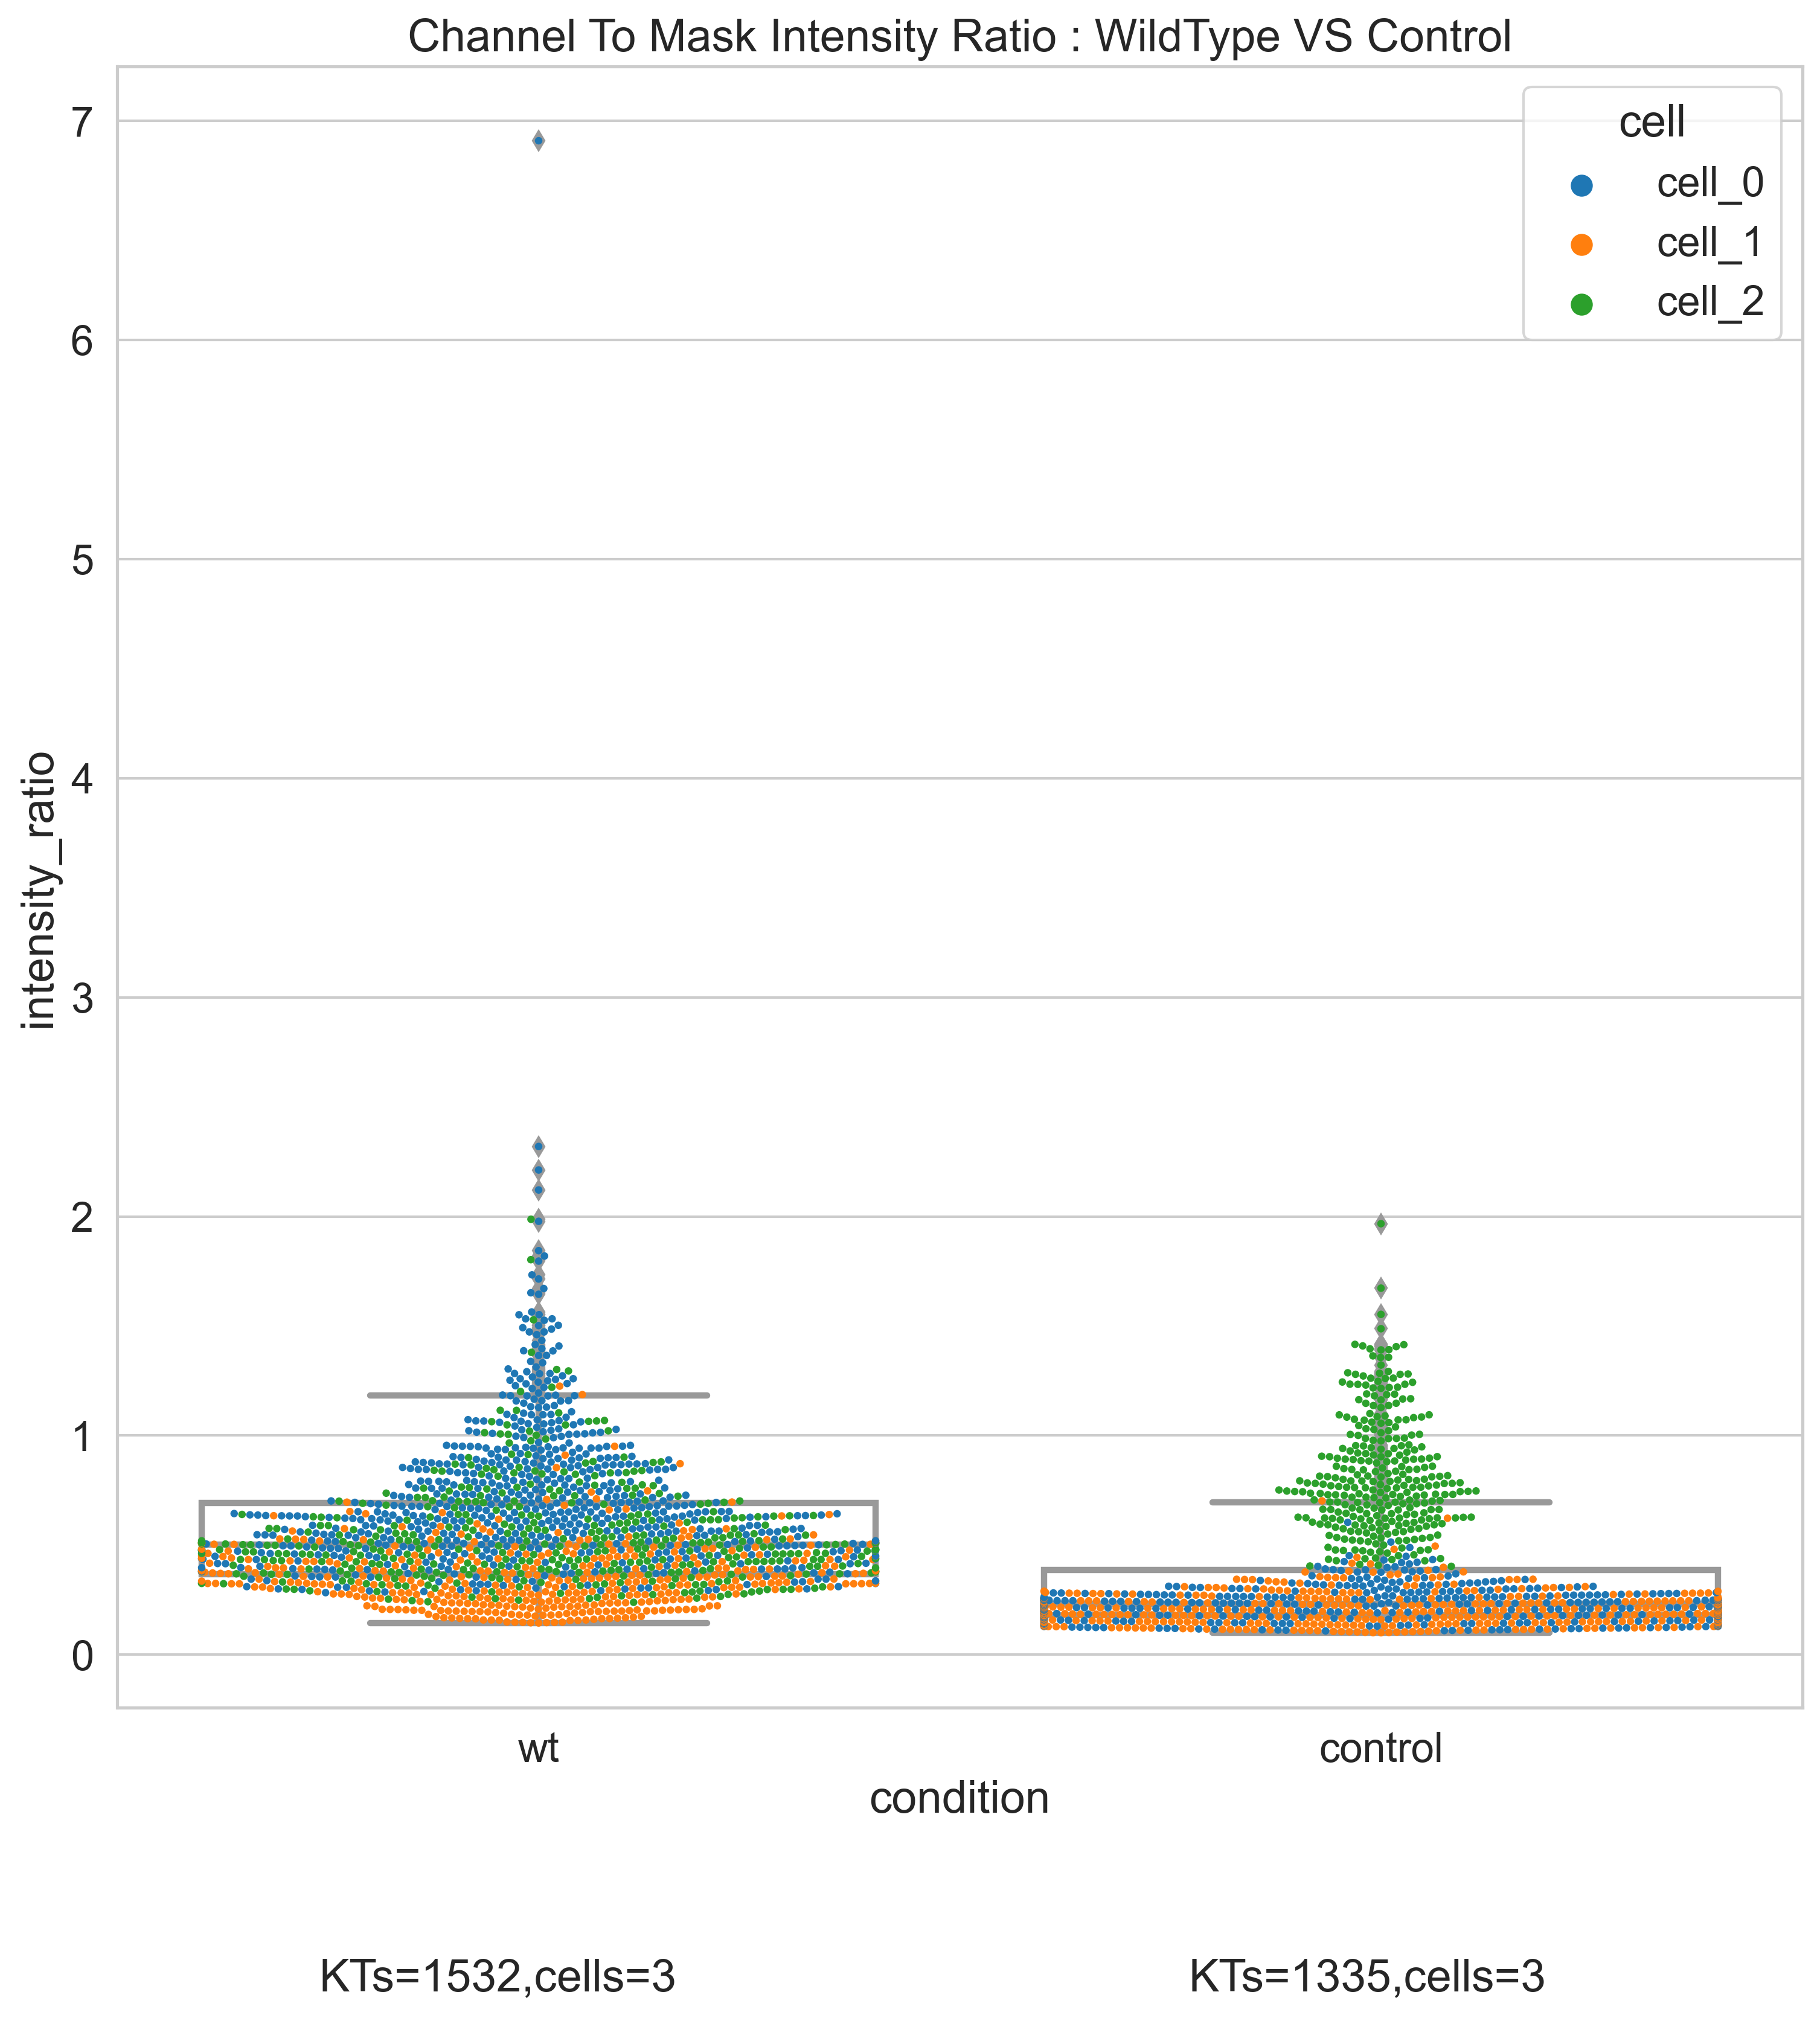 Channel To Mask Intensity Ratio : WildType VS Control
cell
cell_0
cell_1
cell_2
7
6
5
4
3
2
1
0
intensity_ratio
wt
control
condition
KTs=1532,cells=3
KTs=1335,cells=3